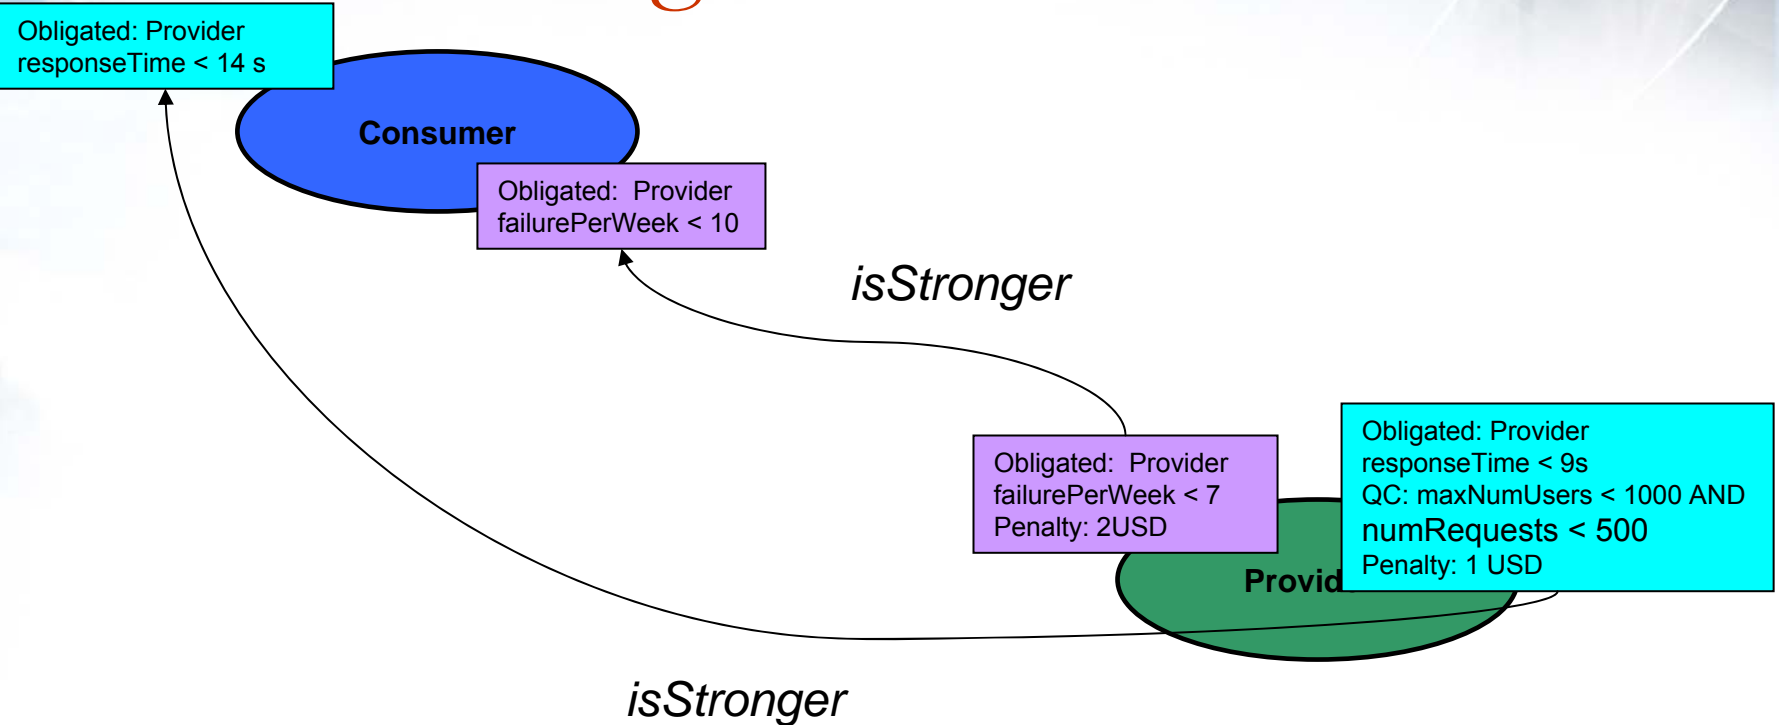 Obligated: Provider
responseTime < 14 s
Consumer
Obligated:  Provider
failurePerWeek < 10
isStronger
Obligated:  Provider
failurePerWeek < 7
Penalty: 2USD
Obligated: Provider
responseTime < 9s
QC: maxNumUsers < 1000 AND
numRequests < 500
Penalty: 1 USD
isStronger